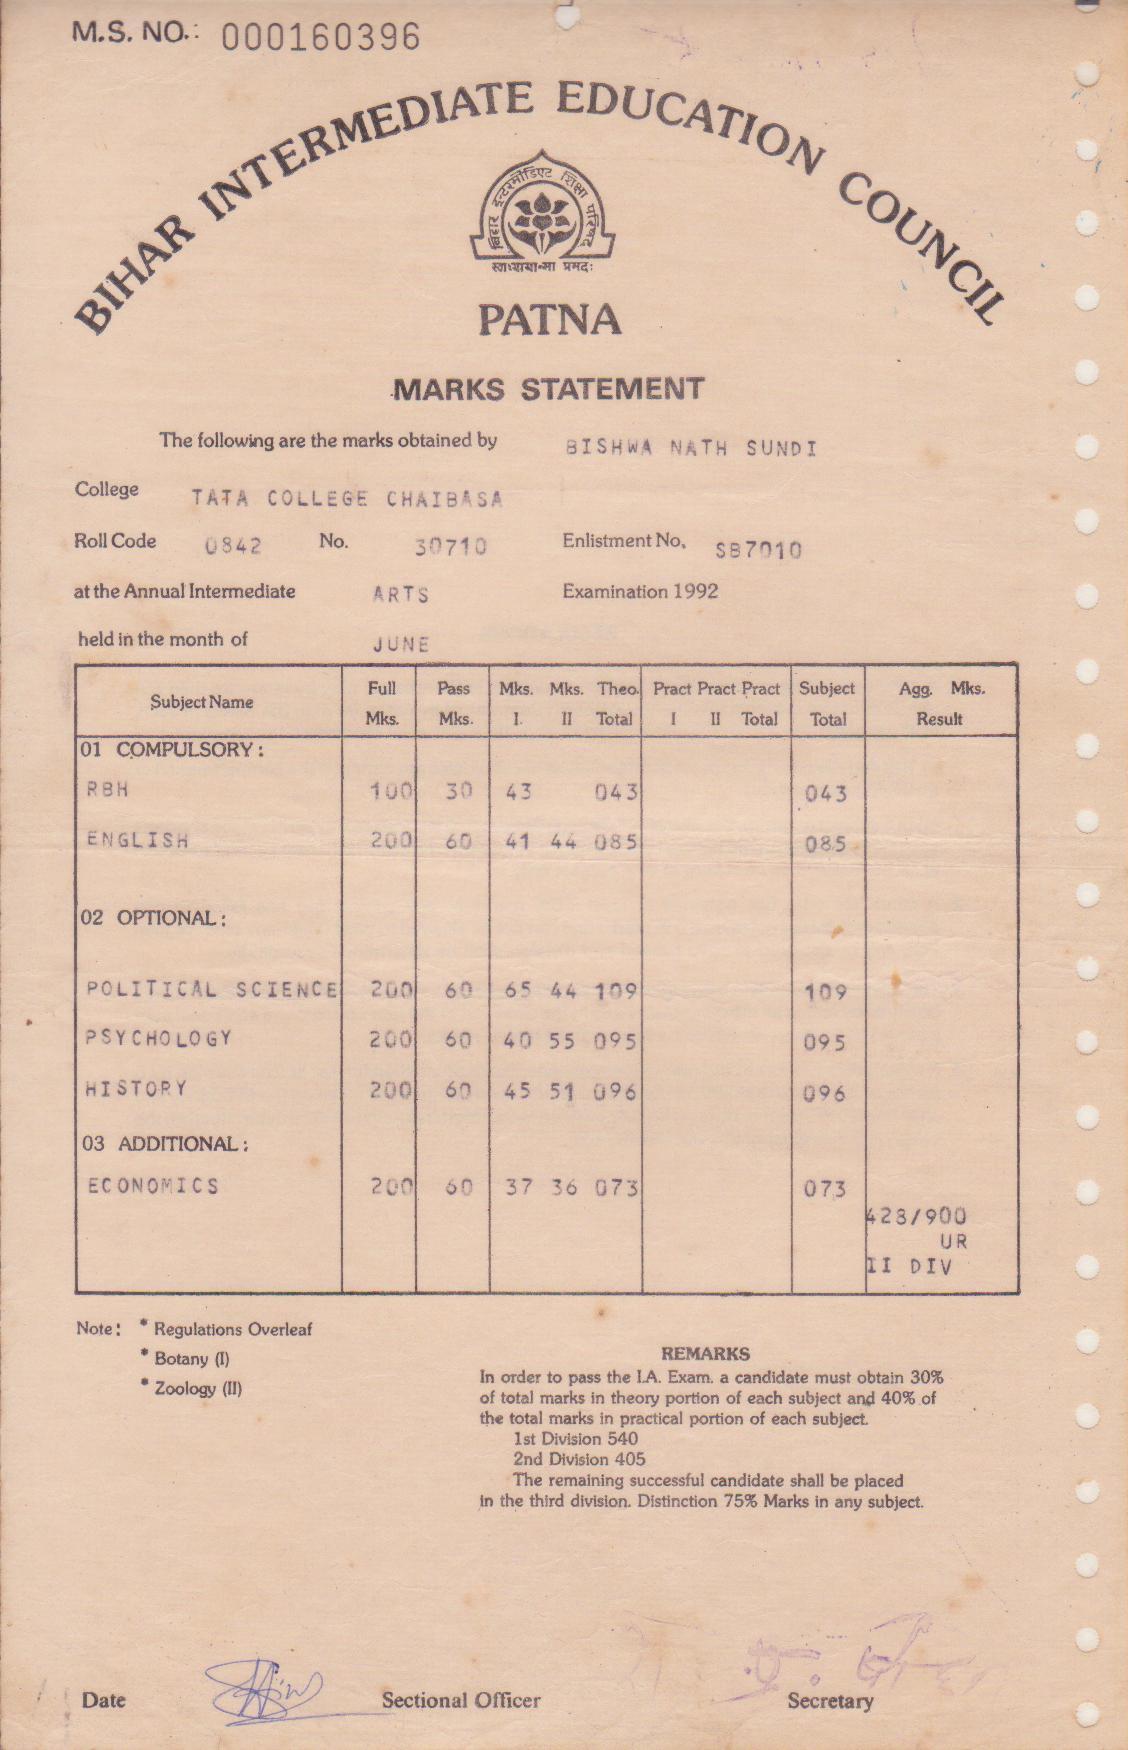 M.S. NO.: 000160396
BIHAR INTERMEDIATE EDUCATION COUNCIL
बिहार इन्टरमीडिएट शिक्षा परिषद
स्वाध्यायान्मा प्रमदः
PATNA
MARKS STATEMENT
The following are the marks obtained by BISHWA NATH SUNDI
College TATA COLLEGE CHAIBASA
Roll Code 0842 No. 30710 Enlistment No. SB7010
at the Annual Intermediate ARTS Examination 1992
held in the month of JUNE
Subject Name Full Mks. Pass Mks. Mks. I Mks. II Theo. Total Pract I Pract II Pract Total Subject Total Agg. Mks. Result
01 COMPULSORY :
RBH 100 30 43 043 043
ENGLISH 200 60 41 44 085 085
02 OPTIONAL :
POLITICAL SCIENCE 200 60 65 44 109 109
PSYCHOLOGY 200 60 40 55 095 095
HISTORY 200 60 45 51 096 096
03 ADDITIONAL :
ECONOMICS 200 60 37 36 073 073
428/900
UR
II DIV
Note : * Regulations Overleaf
* Botany (I)
* Zoology (II)
REMARKS
In order to pass the I.A. Exam. a candidate must obtain 30%
of total marks in theory portion of each subject and 40% of
the total marks in practical portion of each subject.
1st Division 540
2nd Division 405
The remaining successful candidate shall be placed
in the third division. Distinction 75% Marks in any subject.
Date Sectional Officer Secretary